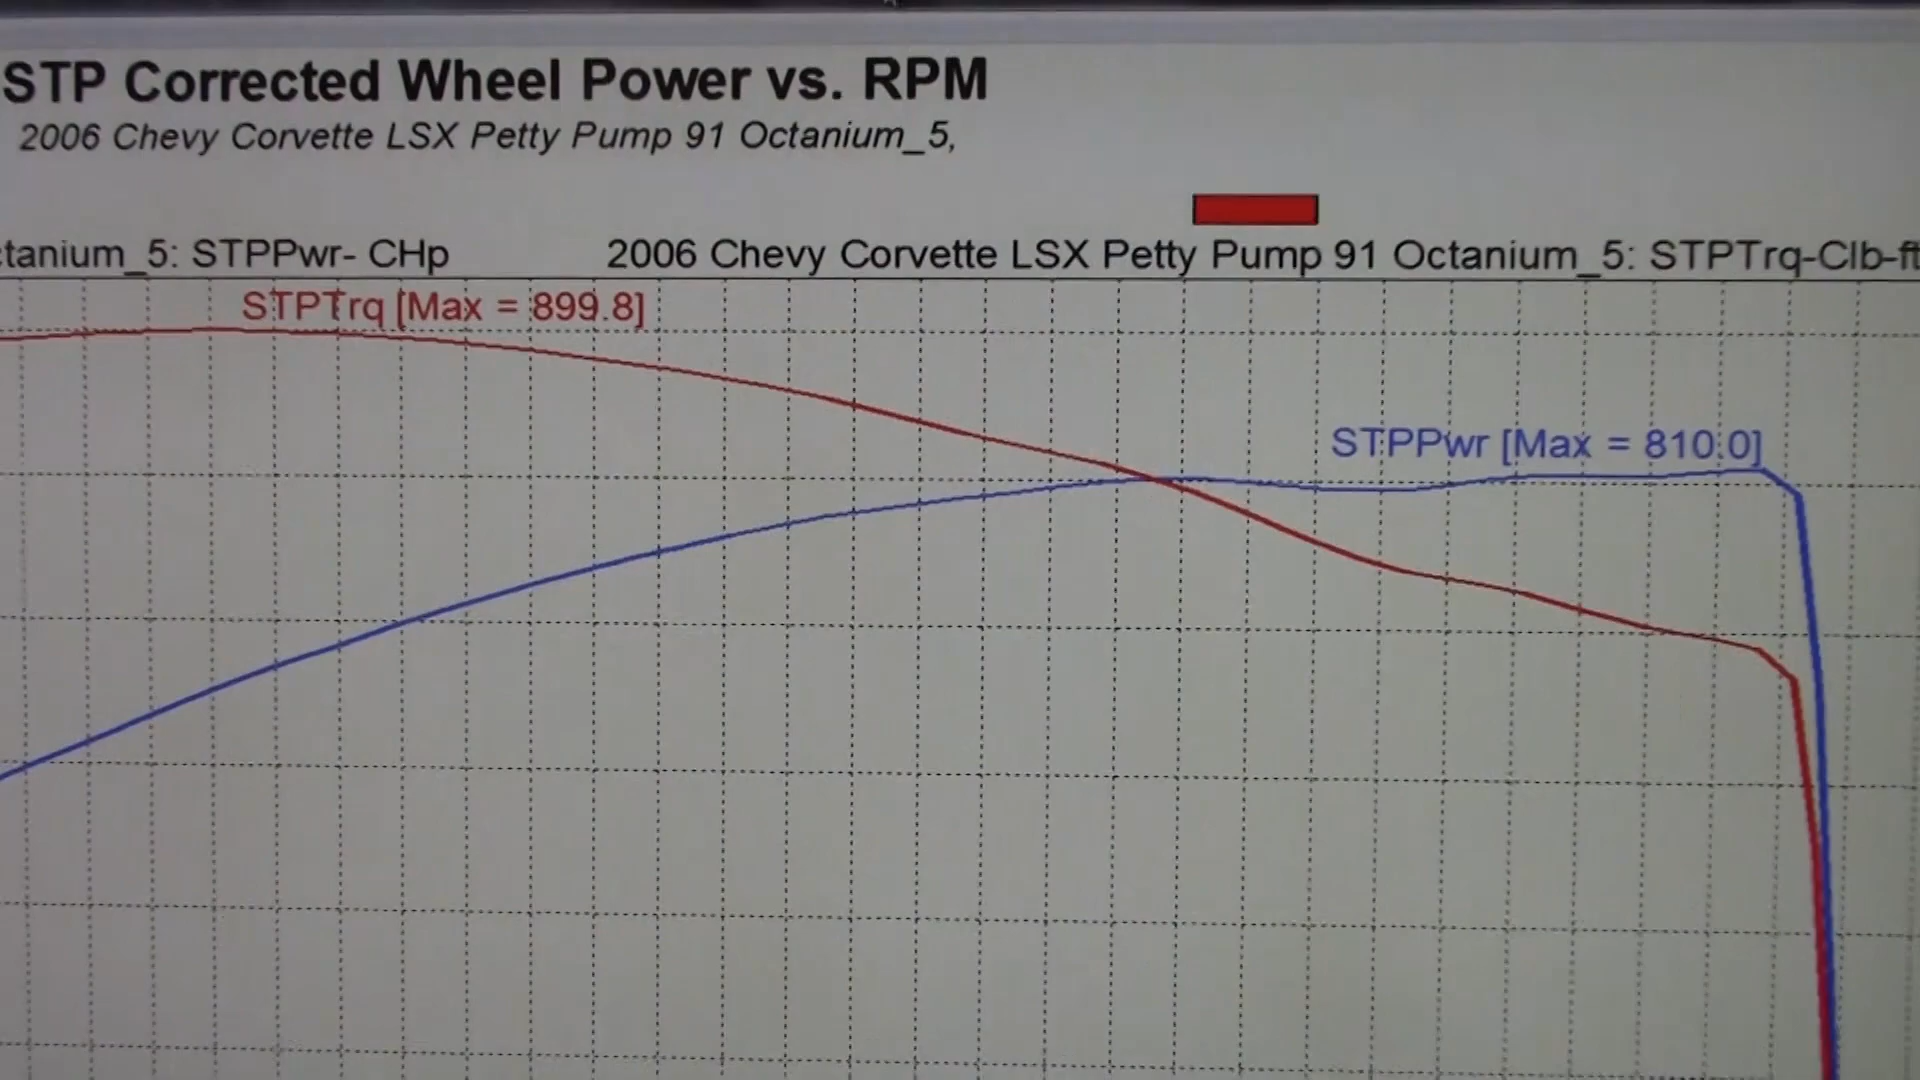 STP Corrected Wheel Power vs. RPM
2006 Chevy Corvette LSX Petty Pump 91 Octanium_5,
tanium_5: STPPwr- CHp
2006 Chevy Corvette LSX Petty Pump 91 Octanium_5: STPTrq-Clb-ft
STPTrq [Max = 899.8]
STPPwr [Max = 810.0]